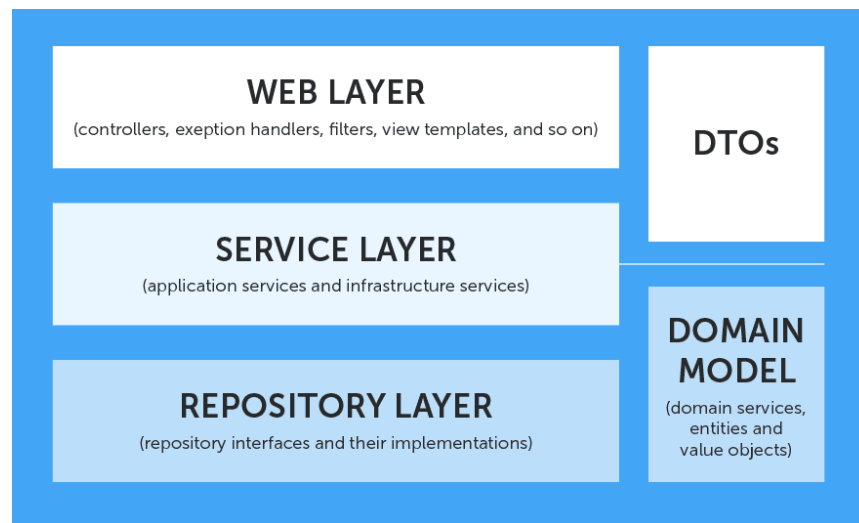 WEB LAYER
(controllers, exeption handlers, filters, view templates, and so on)
DTOs
SERVICE LAYER
(application services and infrastructure services)
DOMAIN
MODEL
(domain services,
entities and
value objects)
REPOSITORY LAYER
(repository interfaces and their implementations)